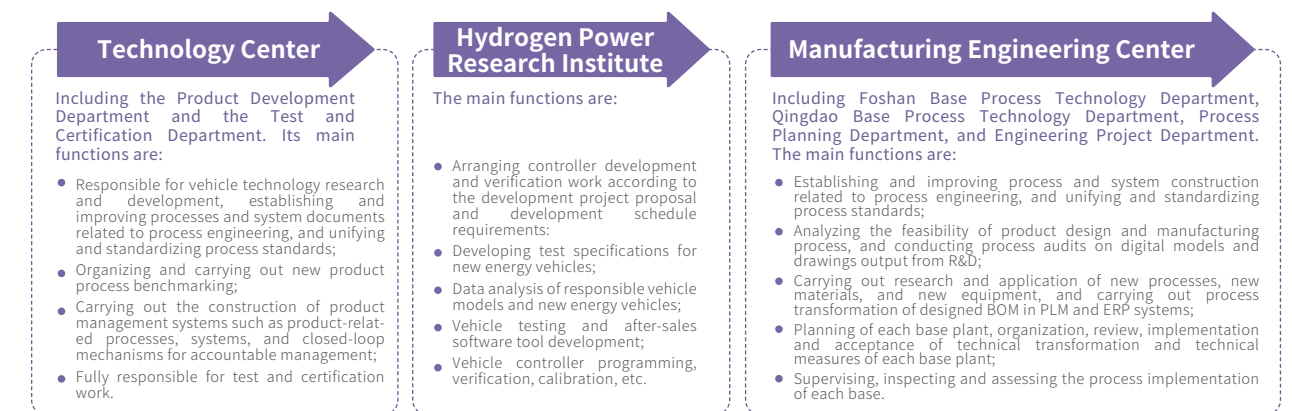 Technology Center
Including the Product Development
Department and the Test and
Certification Department. Its main
functions are:
Responsible for vehicle technology research
and development, establishing and
improving processes and system documents
related to process engineering, and unifying
and standardizing process standards;
Organizing and carrying out new product
process benchmarking;
Carrying out the construction of product
management systems such as product-relat-
ed processes, systems, and closed-loop
mechanisms for accountable management;
Fully responsible for test and certification
work.
Hydrogen Power
Research Institute
The main functions are:
Arranging controller development
and verification work according to
the development project proposal
and development schedule
requirements:
Developing test specifications for
new energy vehicles;
Data analysis of responsible vehicle
models and new energy vehicles;
Vehicle testing and after-sales
software tool development;
Vehicle controller programming,
verification, calibration, etc.
Manufacturing Engineering Center
Including Foshan Base Process Technology Department,
Qingdao Base Process Technology Department, Process
Planning Department, and Engineering Project Department.
The main functions are:
Establishing and improving process and system construction
related to process engineering, and unifying and standardizing
process standards;
Analyzing the feasibility of product design and manufacturing
process, and conducting process audits on digital models and
drawings output from R&D;
Carrying out research and application of new processes, new
materials, and new equipment, and carrying out process
transformation of designed BOM in PLM and ERP systems;
Planning of each base plant, organization, review, implementation
and acceptance of technical transformation and technical
measures of each base plant;
Supervising, inspecting and assessing the process implementation
of each base.